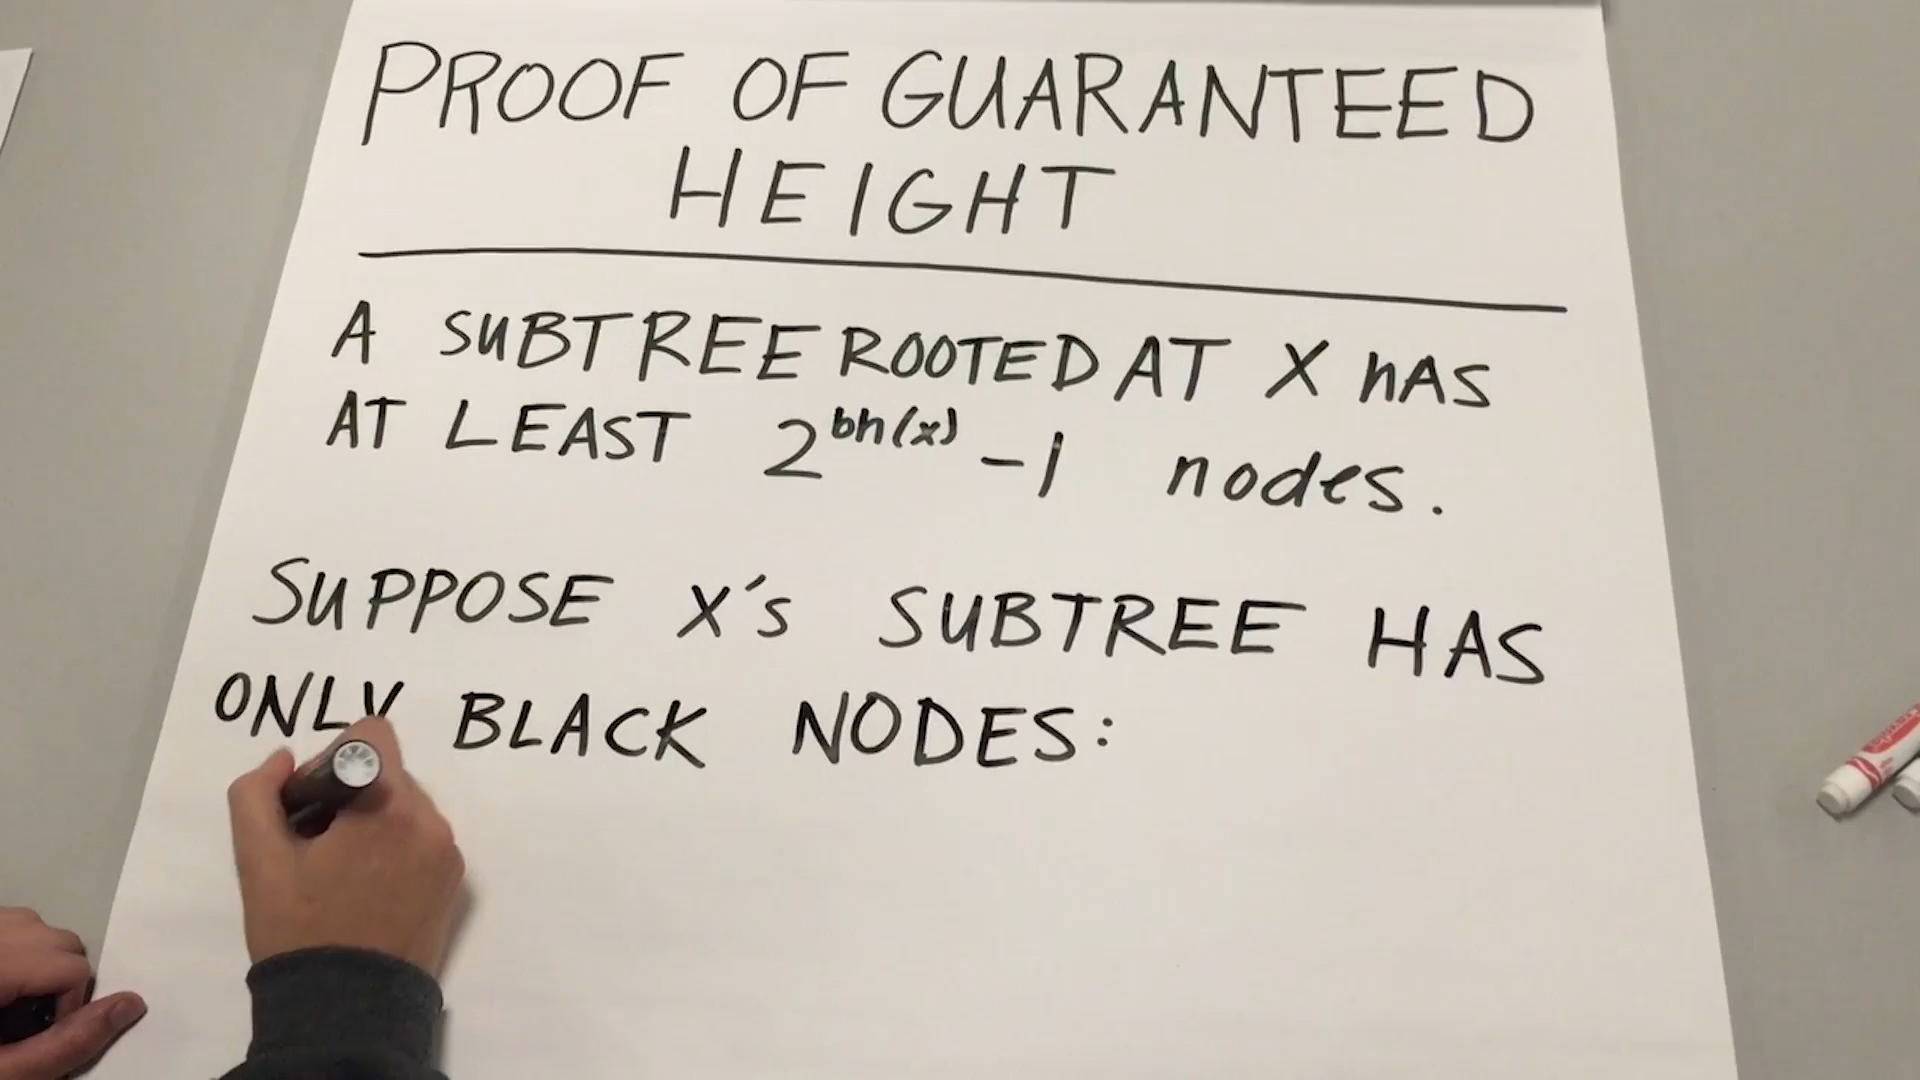 PROOF OF GUARANTEED
HEIGHT
A SUBTREE ROOTED AT X hAS
AT LEAST 2^bh(x) - 1 nodes.
SUPPOSE X's SUBTREE HAS
ONLY BLACK NODES: